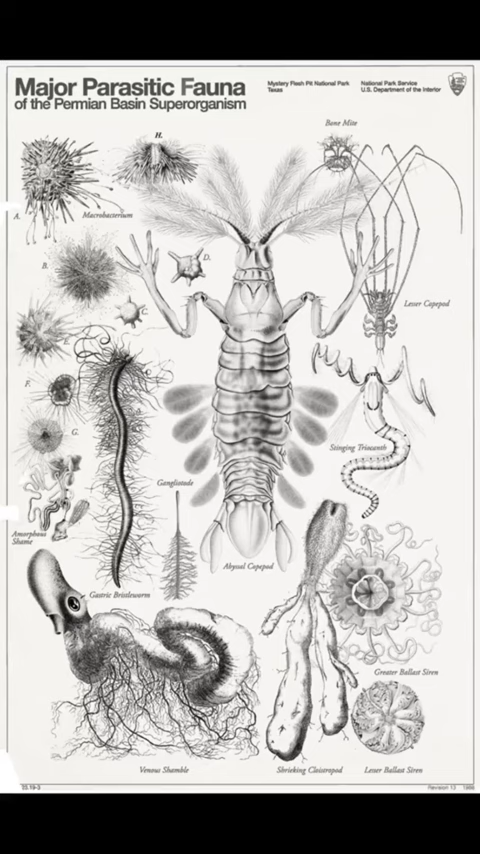 Major Parasitic Fauna
of the Permian Basin Superorganism
Mystery Flesh Pit National Park
Texas
National Park Service
U.S. Department of the Interior
Bone Mite
H.
A.
Macrobacterium
B.
D.
C.
Lesser Copepod
E.
F.
G.
Stinging Triocanth
Gangliotode
Amorphous
Shame
Abyssal Copepod
Gastric Bristleworm
Greater Ballast Siren
Venous Shamble
Shrieking Cloistropod
Lesser Ballast Siren
Revision 13